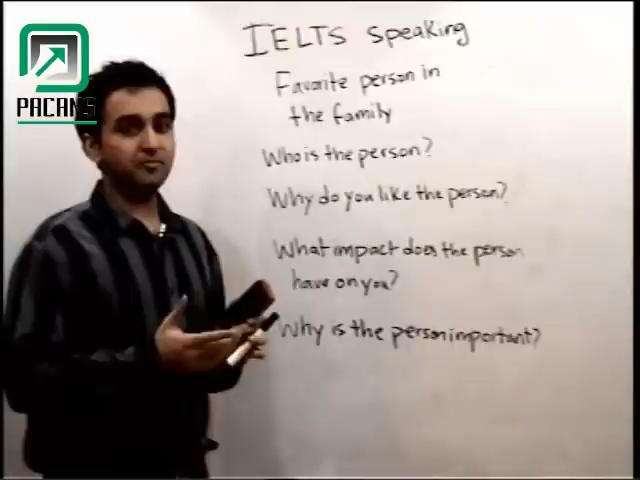 PACANS
IELTS Speaking
Favorite person in
the family
Who is the person?
Why do you like the person?
What impact does the person
have on you?
Why is the person important?